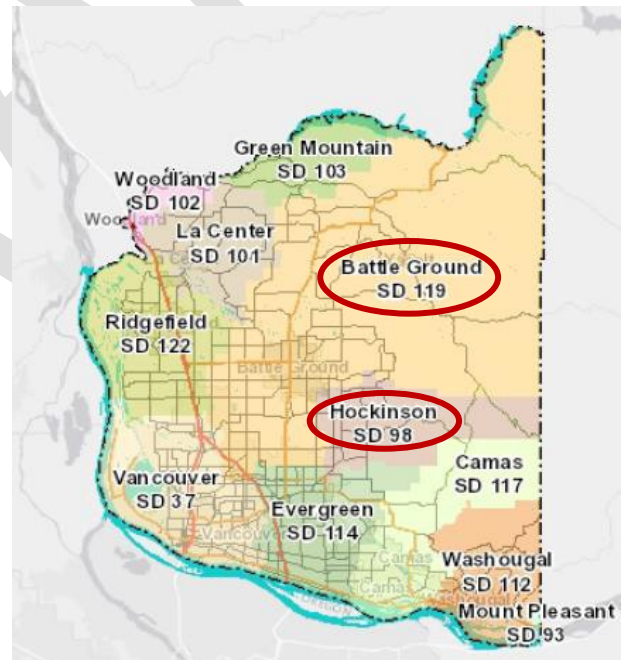 Green Mountain
SD 103
Woodland
SD 102
Woodland
La Center
SD 101
Battle Ground
SD 119
Ridgefield
SD 122
Battle Ground
Hockinson
SD 98
Camas
SD 117
Vancouver
SD 37
Evergreen
SD 114
Vancouver
Camas
Washougal
SD 112
Washougal
Mount Pleasant
SD 93
OREGON